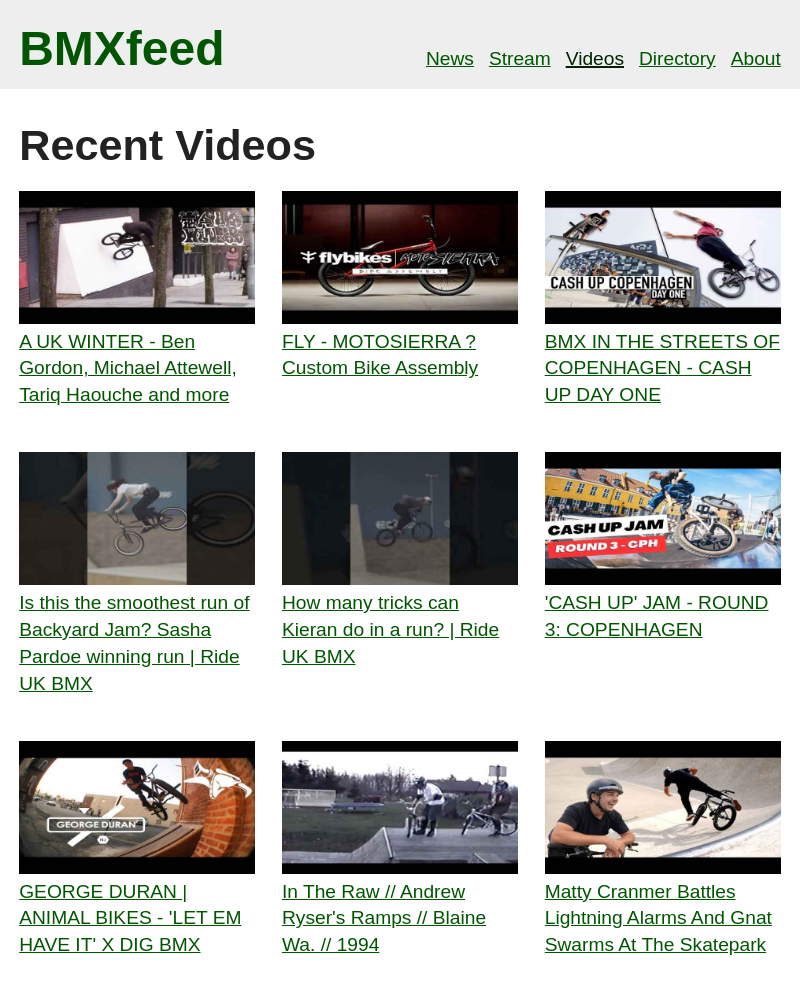 BMXfeed
News Stream Videos Directory About
Recent Videos
flybikes MOTOSIERRA
BIKE ASSEMBLY
CASH UP COPENHAGEN
DAY ONE
A UK WINTER - Ben
Gordon, Michael Attewell,
Tariq Haouche and more
FLY - MOTOSIERRA ?
Custom Bike Assembly
BMX IN THE STREETS OF
COPENHAGEN - CASH
UP DAY ONE
CASH UP JAM
ROUND 3 - CPH
Is this the smoothest run of
Backyard Jam? Sasha
Pardoe winning run | Ride
UK BMX
How many tricks can
Kieran do in a run? | Ride
UK BMX
'CASH UP' JAM - ROUND
3: COPENHAGEN
GEORGE DURAN
GEORGE DURAN |
ANIMAL BIKES - 'LET EM
HAVE IT' X DIG BMX
In The Raw // Andrew
Ryser's Ramps // Blaine
Wa. // 1994
Matty Cranmer Battles
Lightning Alarms And Gnat
Swarms At The Skatepark